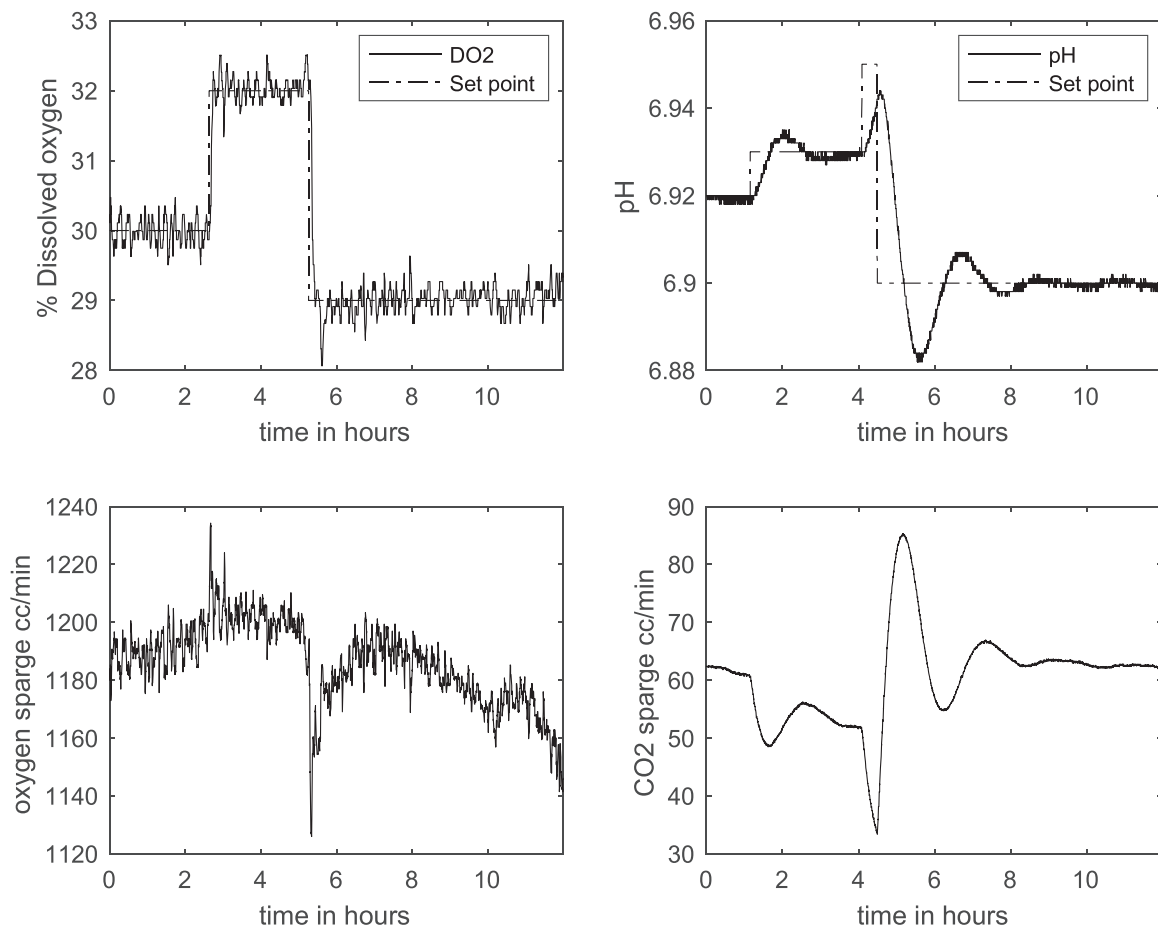 33
32
31
30
29
28
% Dissolved oxygen
DO2
Set point
0 2 4 6 8 10
time in hours
6.96
6.94
6.92
6.9
6.88
pH
pH
Set point
0 2 4 6 8 10
time in hours
1240
1220
1200
1180
1160
1140
1120
oxygen sparge cc/min
0 2 4 6 8 10
time in hours
90
80
70
60
50
40
30
CO2 sparge cc/min
0 2 4 6 8 10
time in hours